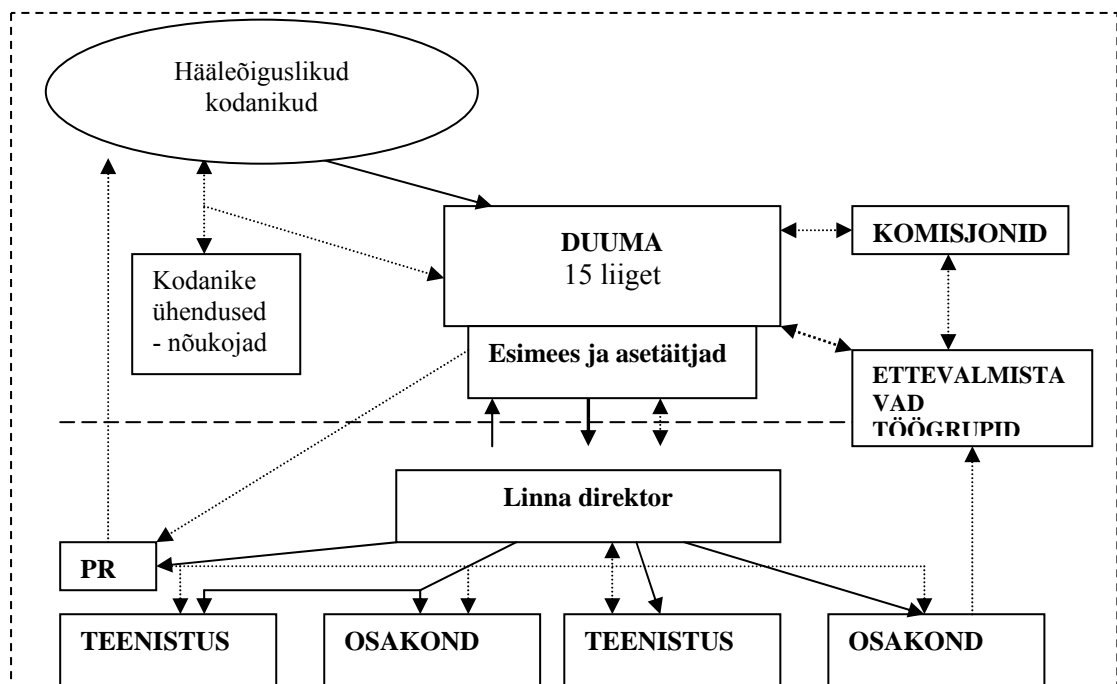 Hääleõiguslikud
kodanikud
DUUMA
15 liiget
KOMISJONID
Kodanike
ühendused
- nõukojad
Esimees ja asetäitjad
ETTEVALMISTA
VAD
TÖÖGRUPID
Linna direktor
PR
TEENISTUS
OSAKOND
TEENISTUS
OSAKOND